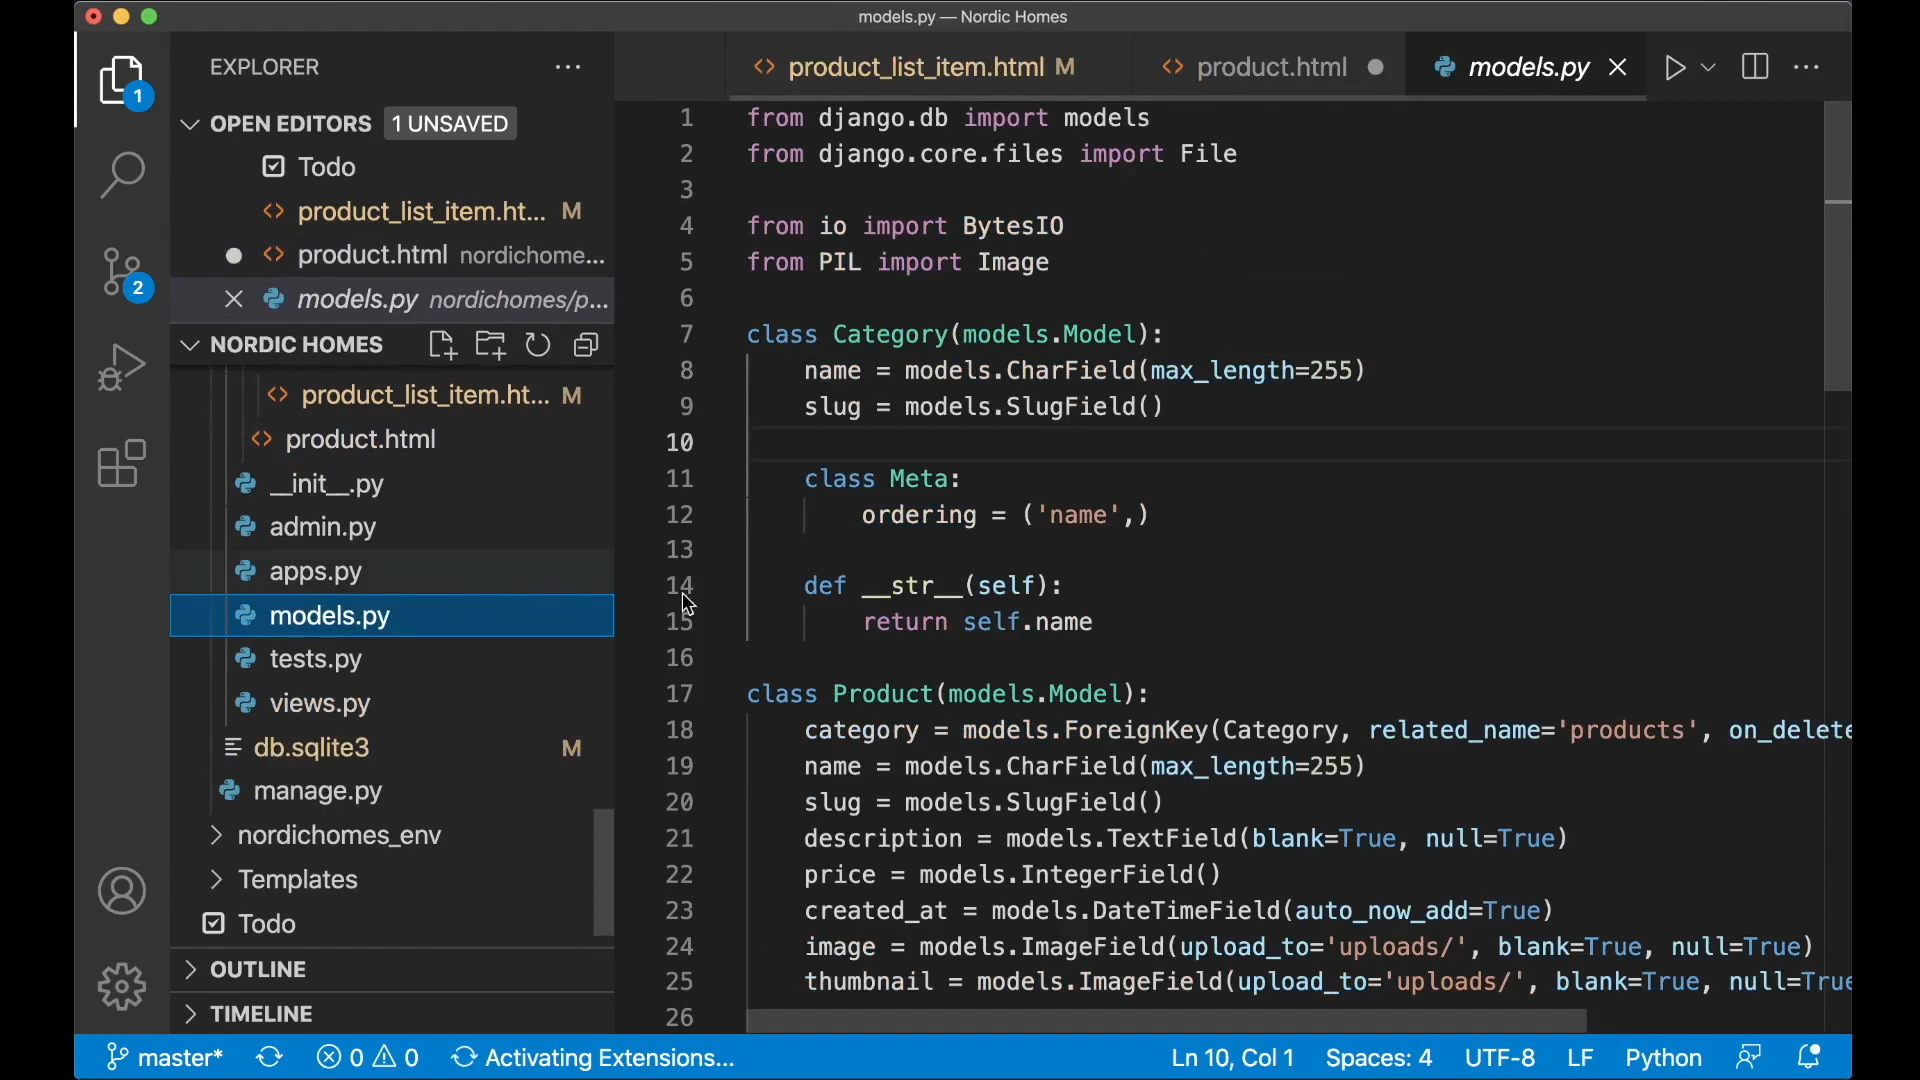 models.py — Nordic Homes
EXPLORER
OPEN EDITORS 1 UNSAVED
Todo
product_list_item.ht... M
product.html nordichome...
models.py nordichomes/p...
NORDIC HOMES
product_list_item.ht... M
product.html
__init__.py
admin.py
apps.py
models.py
tests.py
views.py
db.sqlite3 M
manage.py
nordichomes_env
Templates
Todo
OUTLINE
TIMELINE
1
2
product_list_item.html M
product.html
models.py
1 from django.db import models
2 from django.core.files import File
3
4 from io import BytesIO
5 from PIL import Image
6
7 class Category(models.Model):
8 name = models.CharField(max_length=255)
9 slug = models.SlugField()
10
11 class Meta:
12 ordering = ('name',)
13
14 def __str__(self):
15 return self.name
16
17 class Product(models.Model):
18 category = models.ForeignKey(Category, related_name='products', on_delete
19 name = models.CharField(max_length=255)
20 slug = models.SlugField()
21 description = models.TextField(blank=True, null=True)
22 price = models.IntegerField()
23 created_at = models.DateTimeField(auto_now_add=True)
24 image = models.ImageField(upload_to='uploads/', blank=True, null=True)
25 thumbnail = models.ImageField(upload_to='uploads/', blank=True, null=True
26
master* 0 0 Activating Extensions... Ln 10, Col 1 Spaces: 4 UTF-8 LF Python